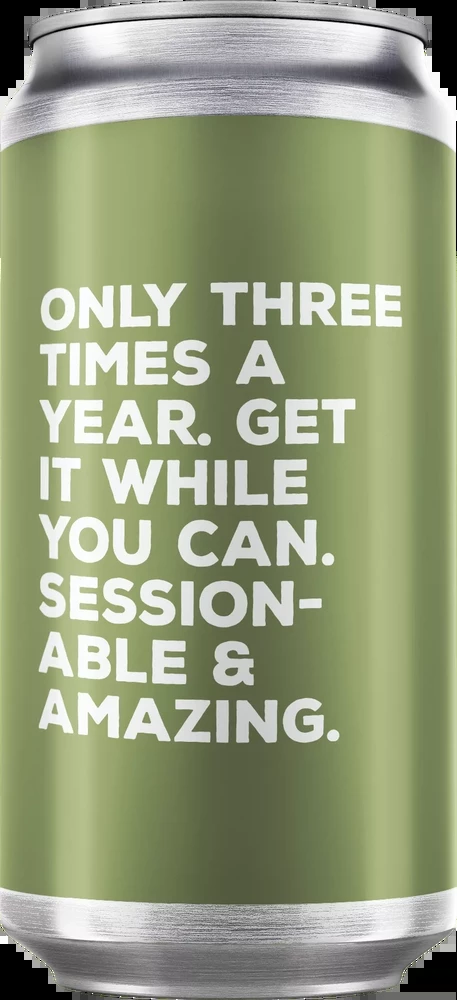 ONLY THREE
TIMES A
YEAR. GET
IT WHILE
YOU CAN.
SESSION-
ABLE &
AMAZING.